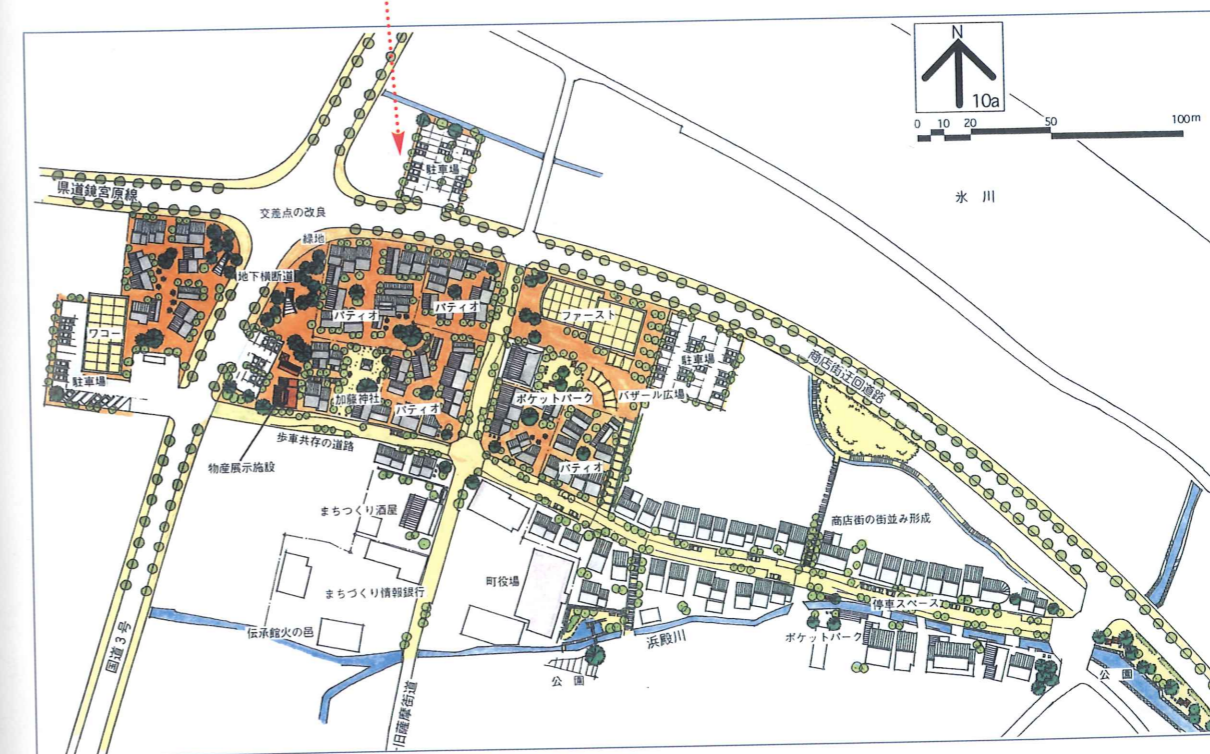 N
10a
0 10 20 50 100m
氷川
駐車場
県道鏡宮原線
交差点の改良
緑地
地下横断道
パティオ
パティオ
ファースト
ワコー
駐車場
商店街迂回道路
駐車場
加藤神社
パティオ
ポケットパーク
バザール広場
歩車共存の道路
物産展示施設
パティオ
まちつくり酒屋
商店街の街並み形成
町役場
まちつくり情報銀行
停車スペース
伝承館火の邑
浜殿川
ポケットパーク
国道3号
公園
公園
旧薩摩街道